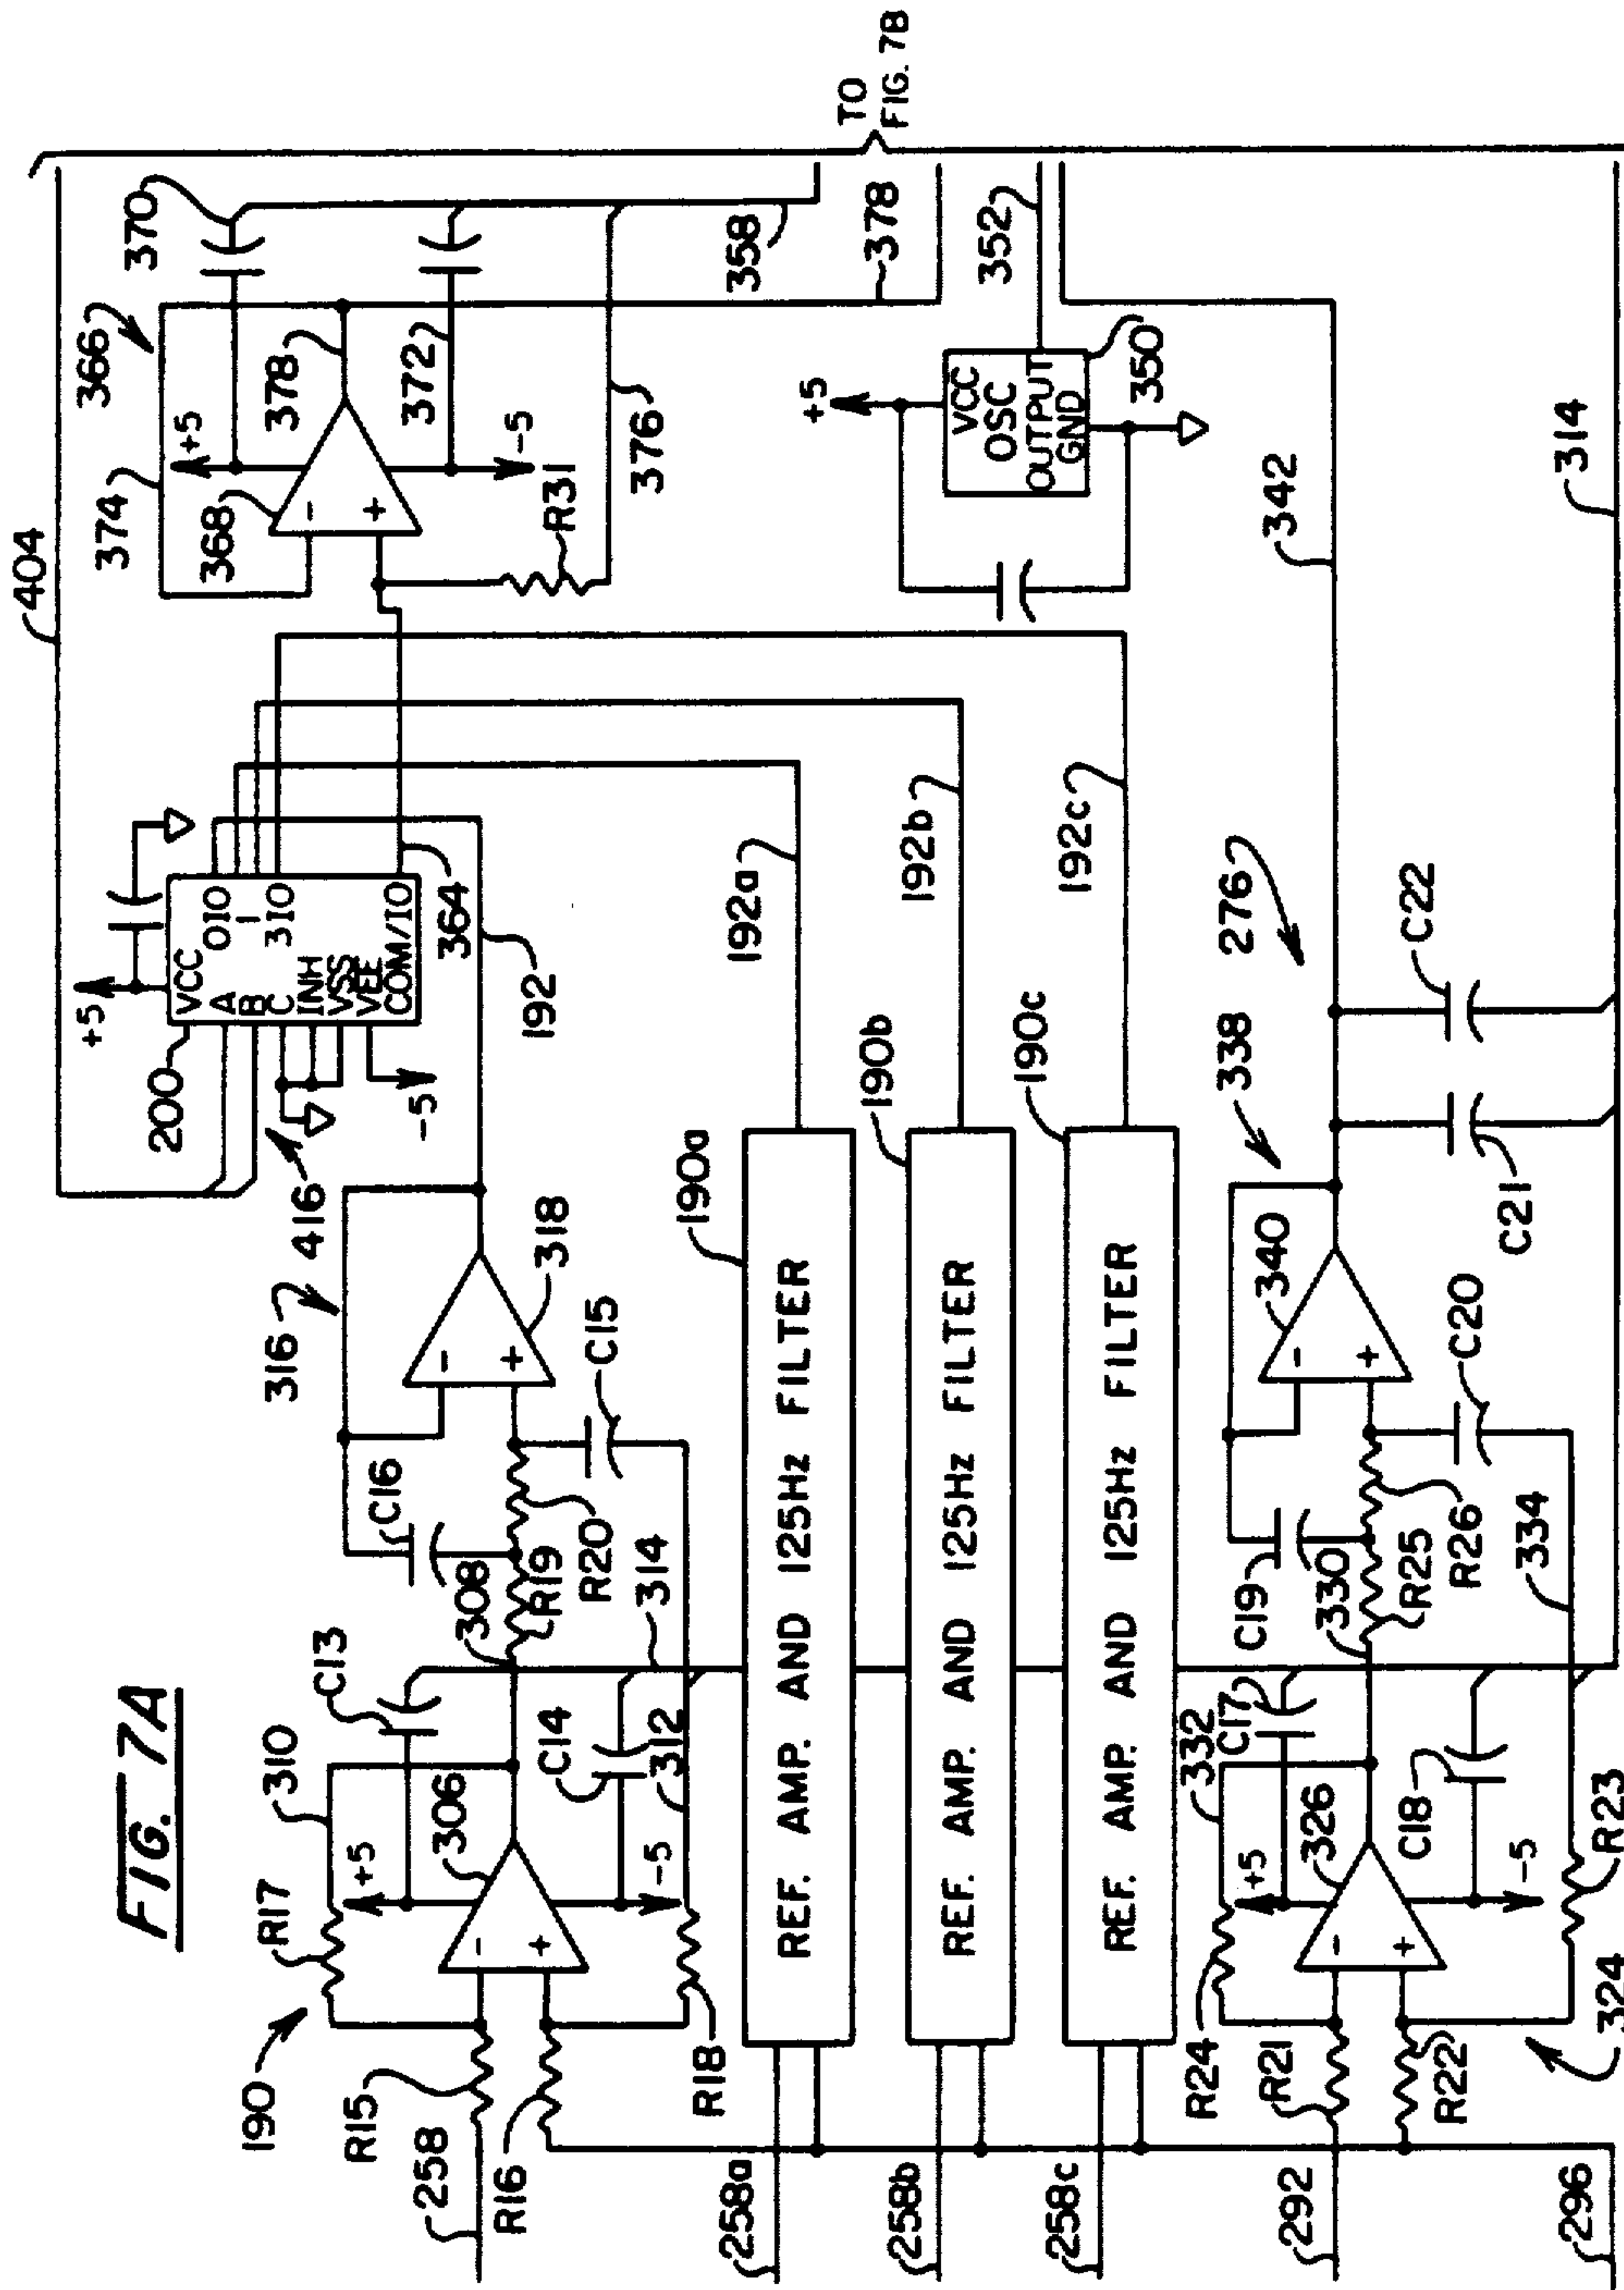 FIG. 7A
190
R17
310
C13
+5
306
R15
258
R16
-
+
C14
-5
312
R18
308
R19
R20
314
C16
316
318
-
+
C15
416
200
+5
VCC
A
B
C
INH
VSS
VEE
COM/IO
0IO
1
3IO
-5
364
192
404
374
366
+5
368
-
+
378
372
-5
R31
376
370
358
378
TO
FIG. 7B
+5
VCC
OSC
OUTPUT
GND
350
352
258a
REF. AMP. AND 125Hz FILTER
190a
192a
258b
REF. AMP. AND 125Hz FILTER
190b
192b
258c
REF. AMP. AND 125Hz FILTER
190c
192c
292
R21
R24
332
C17
+5
326
-
+
R22
C18
-5
R23
324
296
C19
330
R25
R26
334
338
340
-
+
C20
C21
C22
276
342
314